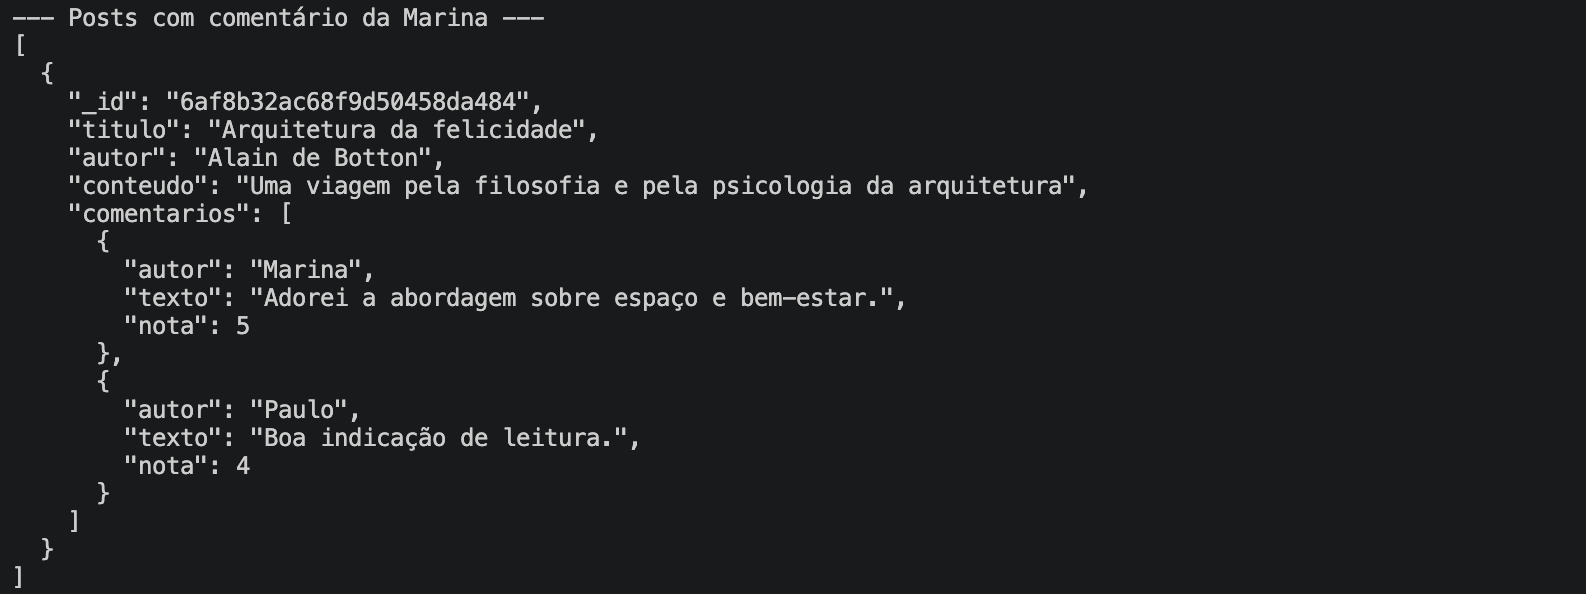 --- Posts com comentário da Marina ---
[
  {
    "_id": "6af8b32ac68f9d50458da484",
    "titulo": "Arquitetura da felicidade",
    "autor": "Alain de Botton",
    "conteudo": "Uma viagem pela filosofia e pela psicologia da arquitetura",
    "comentarios": [
      {
        "autor": "Marina",
        "texto": "Adorei a abordagem sobre espaço e bem-estar.",
        "nota": 5
      },
      {
        "autor": "Paulo",
        "texto": "Boa indicação de leitura.",
        "nota": 4
      }
    ]
  }
]